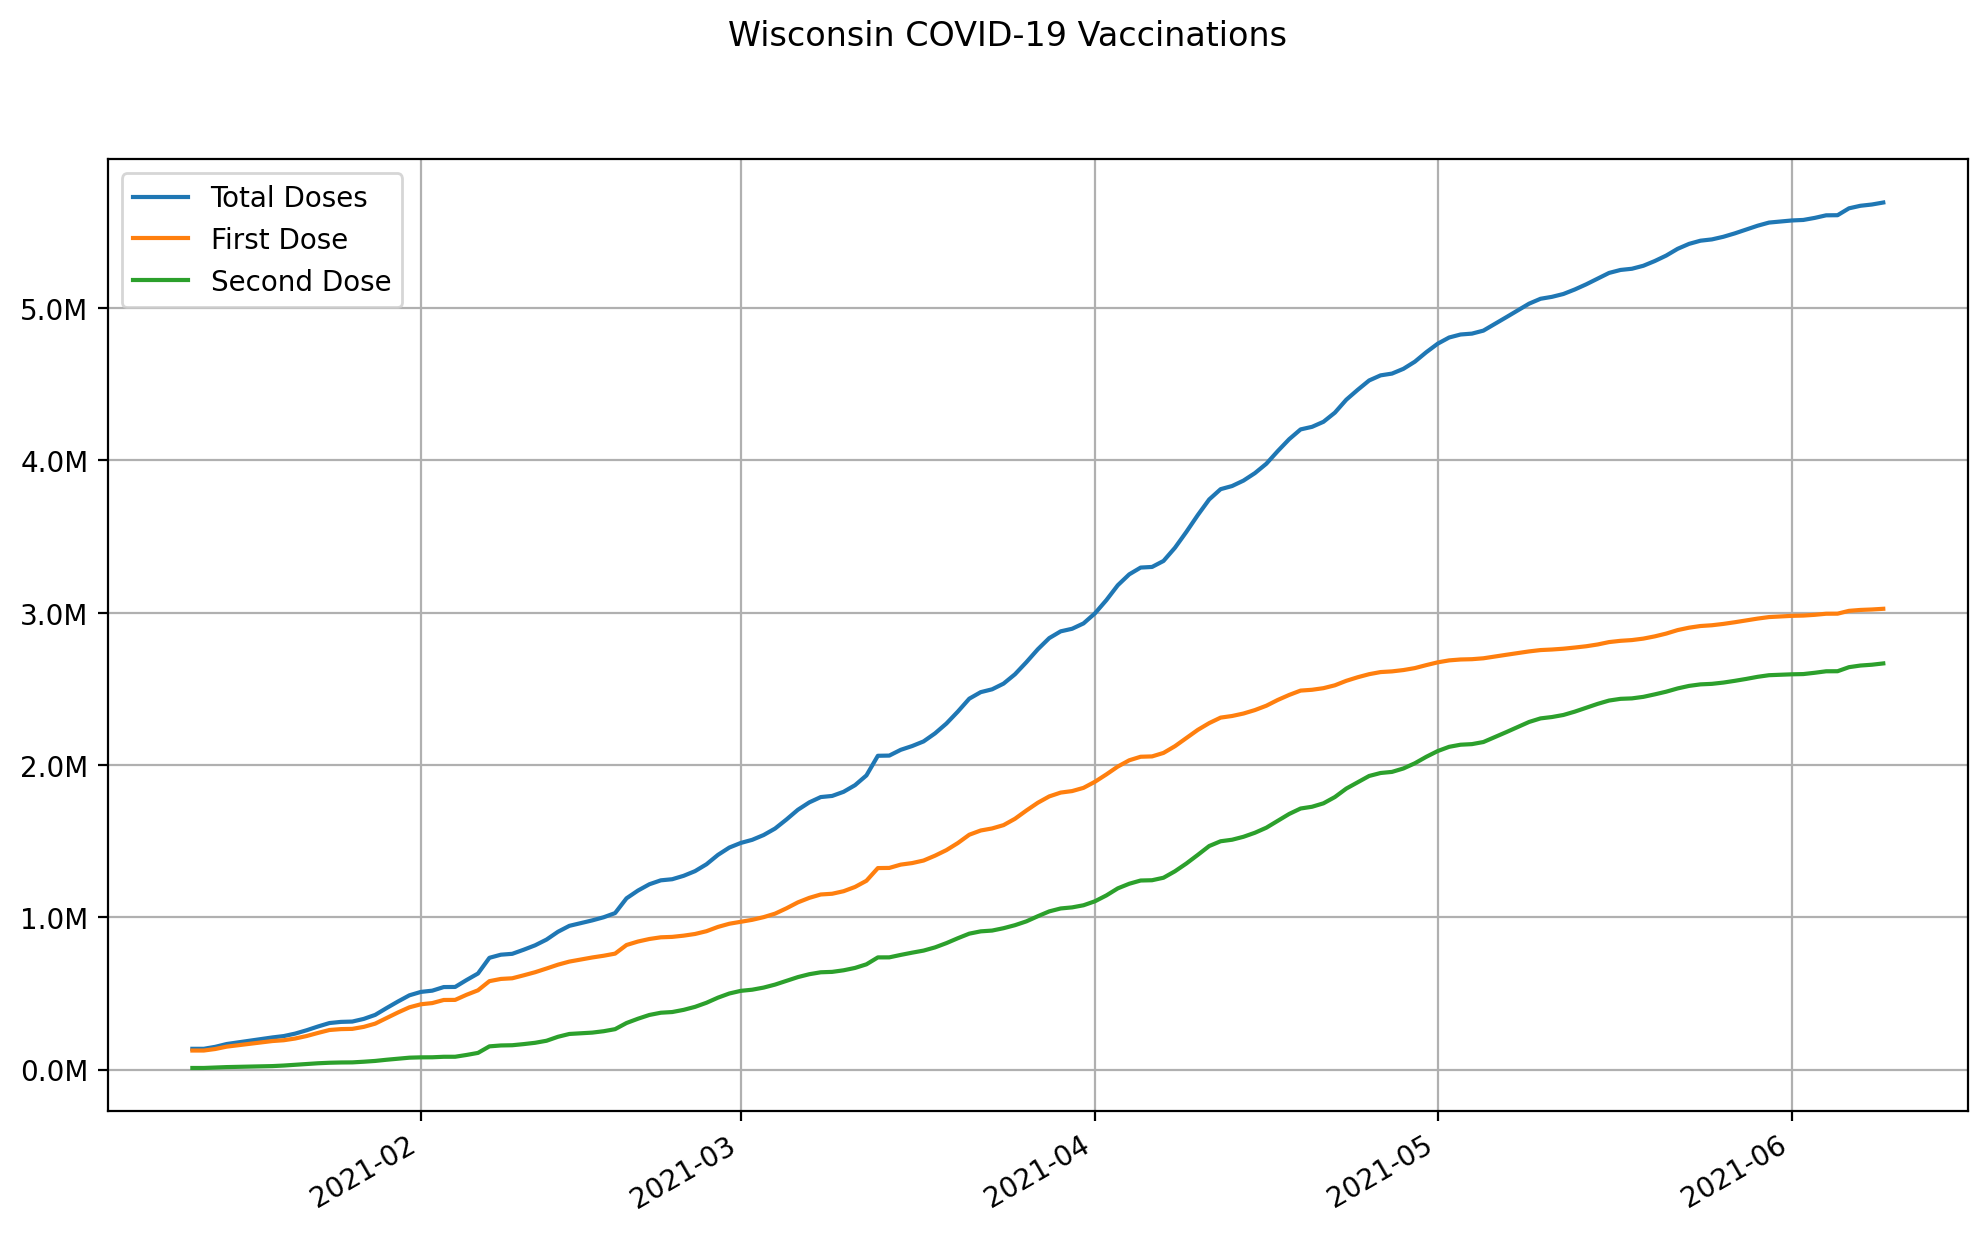 Wisconsin COVID-19 Vaccinations
Total Doses
First Dose
Second Dose
5.0M
4.0M
3.0M
2.0M
1.0M
0.0M
2021-02
2021-03
2021-04
2021-05
2021-06